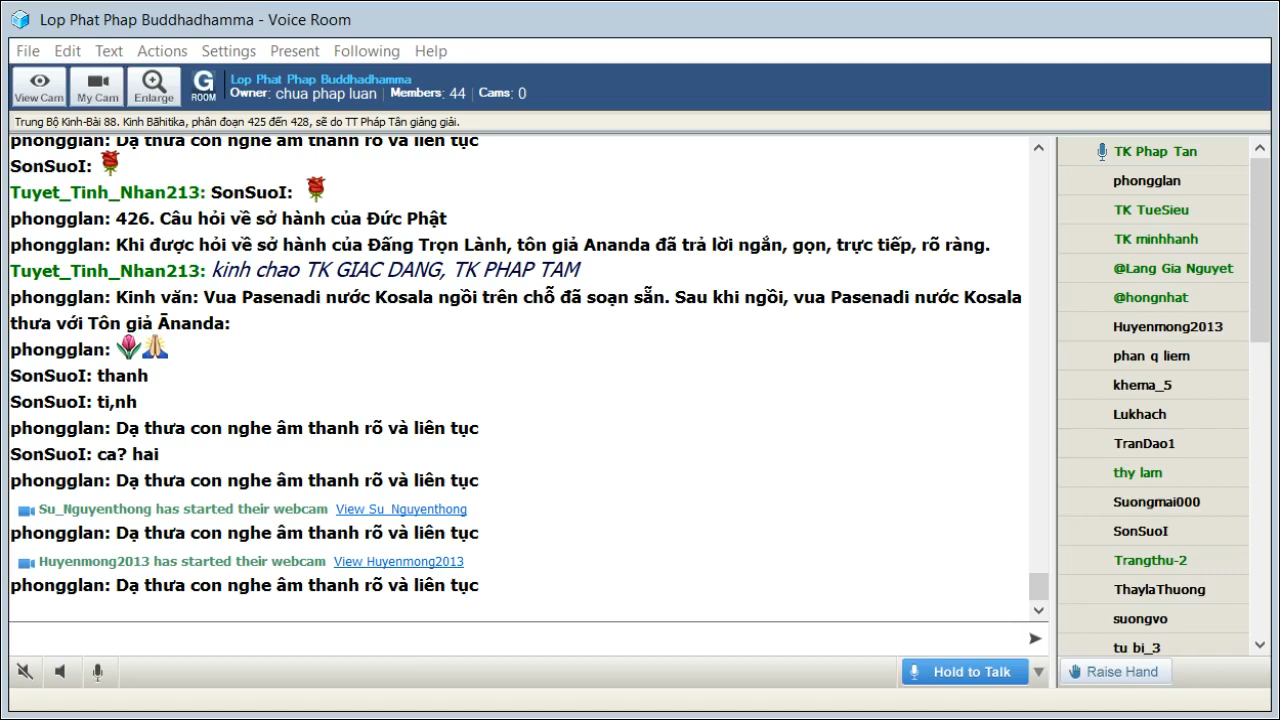 Lop Phat Phap Buddhadhamma - Voice Room
File Edit Text Actions Settings Present Following Help
View Cam My Cam Enlarge G ROOM
Lop Phat Phap Buddhadhamma
Owner: chua phap luan | Members: 44 | Cams: 0
Trung Bộ Kinh-Bài 88. Kinh Bāhitika, phân đoạn 425 đến 428, sẽ do TT Pháp Tân giảng giải.
phongglan: Dạ thưa con nghe âm thanh rõ và liên tục
SonSuoI:
Tuyet_Tinh_Nhan213: SonSuoI:
phongglan: 426. Câu hỏi về sở hành của Đức Phật
phongglan: Khi được hỏi về sở hành của Đấng Trọn Lành, tôn giả Ananda đã trả lời ngắn, gọn, trực tiếp, rõ ràng.
Tuyet_Tinh_Nhan213: kinh chao TK GIAC DANG, TK PHAP TAM
phongglan: Kinh văn: Vua Pasenadi nước Kosala ngồi trên chỗ đã soạn sẵn. Sau khi ngồi, vua Pasenadi nước Kosala
thưa với Tôn giả Ānanda:
phongglan:
SonSuoI: thanh
SonSuoI: ti,nh
phongglan: Dạ thưa con nghe âm thanh rõ và liên tục
SonSuoI: ca? hai
phongglan: Dạ thưa con nghe âm thanh rõ và liên tục
Su_Nguyenthong has started their webcam View Su_Nguyenthong
phongglan: Dạ thưa con nghe âm thanh rõ và liên tục
Huyenmong2013 has started their webcam View Huyenmong2013
phongglan: Dạ thưa con nghe âm thanh rõ và liên tục
Hold to Talk
TK Phap Tan
phongglan
TK TueSieu
TK minhhanh
@Lang Gia Nguyet
@hongnhat
Huyenmong2013
phan q liem
khema_5
Lukhach
TranDao1
thy lam
Suongmai000
SonSuoI
Trangthu-2
ThaylaThuong
suongvo
tu bi_3
Raise Hand